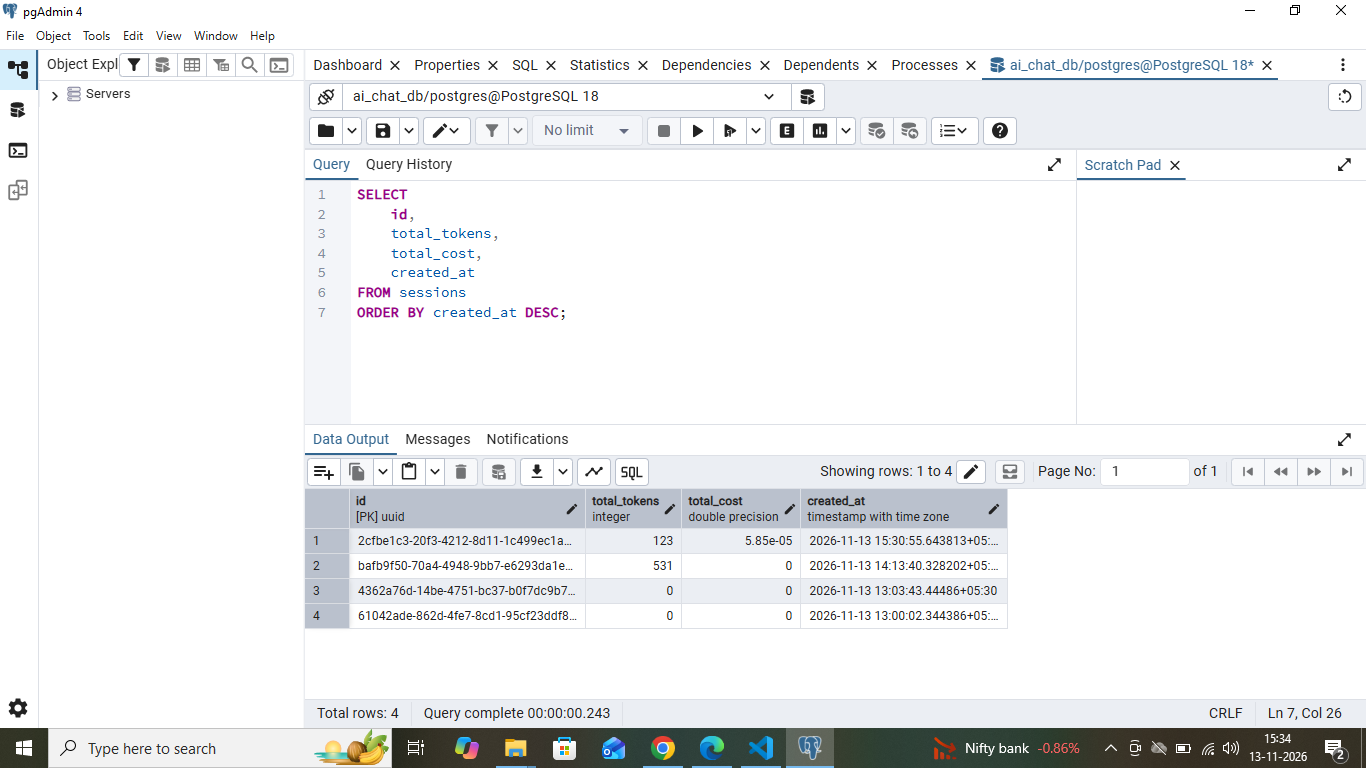 pgAdmin 4
File Object Tools Edit View Window Help
Object Expl
Dashboard Properties SQL Statistics Dependencies Dependents Processes ai_chat_db/postgres@PostgreSQL 18*
Servers
ai_chat_db/postgres@PostgreSQL 18
No limit
E
Query Query History
Scratch Pad
1 SELECT
2 id,
3 total_tokens,
4 total_cost,
5 created_at
6 FROM sessions
7 ORDER BY created_at DESC;
Data Output Messages Notifications
SQL Showing rows: 1 to 4 Page No: 1 of 1
id total_tokens total_cost created_at
[PK] uuid integer double precision timestamp with time zone
1 2cfbe1c3-20f3-4212-8d11-1c499ec1a... 123 5.85e-05 2026-11-13 15:30:55.643813+05:...
2 bafb9f50-70a4-4948-9bb7-e6293da1e... 531 0 2026-11-13 14:13:40.328202+05:...
3 4362a76d-14be-4751-bc37-b0f7dc9b7... 0 0 2026-11-13 13:03:43.44486+05:30
4 61042ade-862d-4fe7-8cd1-95cf23ddf8... 0 0 2026-11-13 13:00:02.344386+05:...
Total rows: 4 Query complete 00:00:00.243 CRLF Ln 7, Col 26
Type here to search
Nifty bank -0.86%
15:34
13-11-2026
2